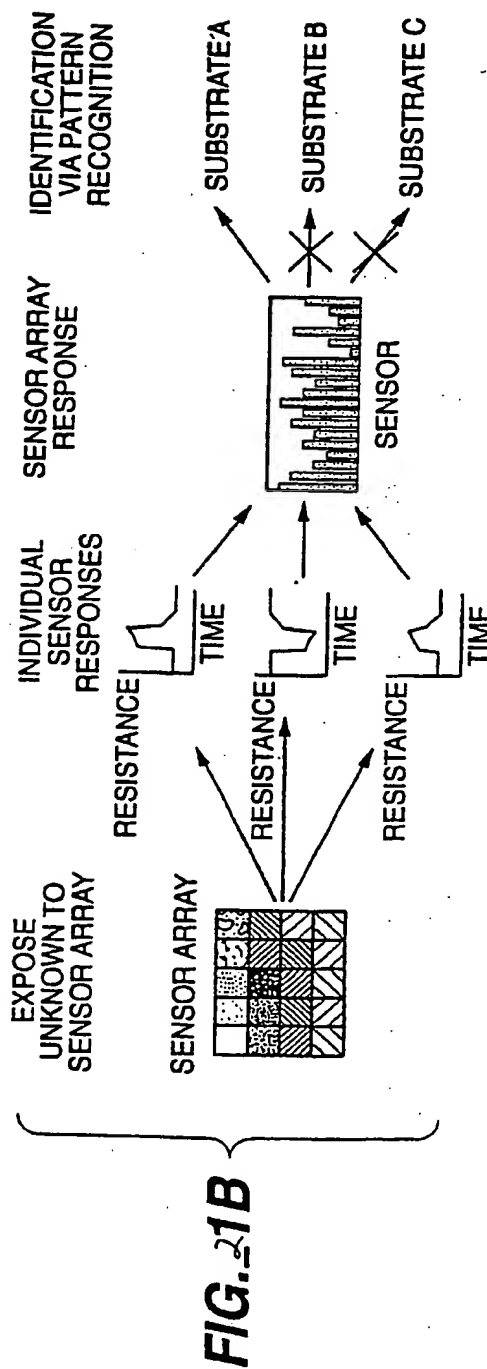 EXPOSE
UNKNOWN TO
SENSOR ARRAY
SENSOR ARRAY
INDIVIDUAL
SENSOR
RESPONSES
RESISTANCE
TIME
RESISTANCE
TIME
RESISTANCE
TIME
SENSOR ARRAY
RESPONSE
SENSOR
IDENTIFICATION
VIA PATTERN
RECOGNITION
SUBSTRATE A
SUBSTRATE B
SUBSTRATE C
FIG. 21B